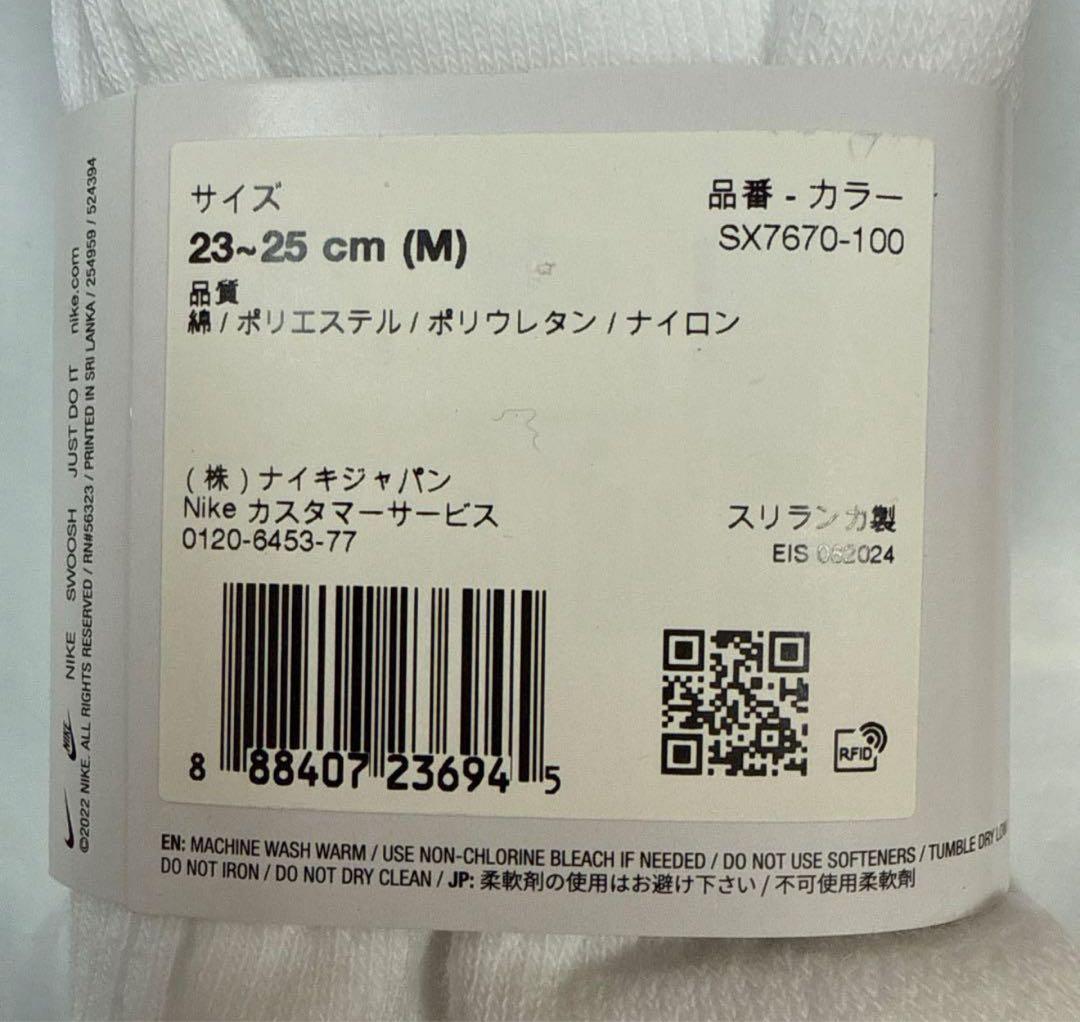 サイズ
23~25 cm (M)
品番 - カラー
SX7670-100
品質
綿 / ポリエステル / ポリウレタン / ナイロン
(株) ナイキジャパン
Nike カスタマーサービス
0120-6453-77
スリランカ製
EIS 062024
8 88407 23694 5
RFID
EN: MACHINE WASH WARM / USE NON-CHLORINE BLEACH IF NEEDED / DO NOT USE SOFTENERS / TUMBLE DRY LOW
DO NOT IRON / DO NOT DRY CLEAN / JP: 柔軟剤の使用はお避け下さい / 不可使用柔軟剤
NIKE NIKE SWOOSH JUST DO IT nike.com
©2022 NIKE. ALL RIGHTS RESERVED / RN#56323 / PRINTED IN SRI LANKA / 254959 / 524394